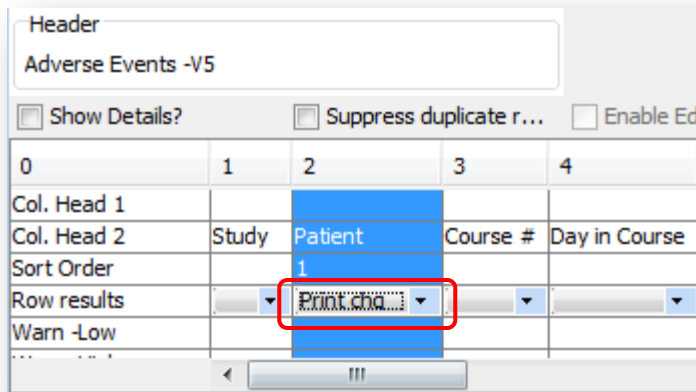 Header
Adverse Events -V5
Show Details? Suppress duplicate r... Enable Ed
0 1 2 3 4
Col. Head 1
Col. Head 2 Study Patient Course # Day in Course
Sort Order 1
Row results Print cha
Warn -Low